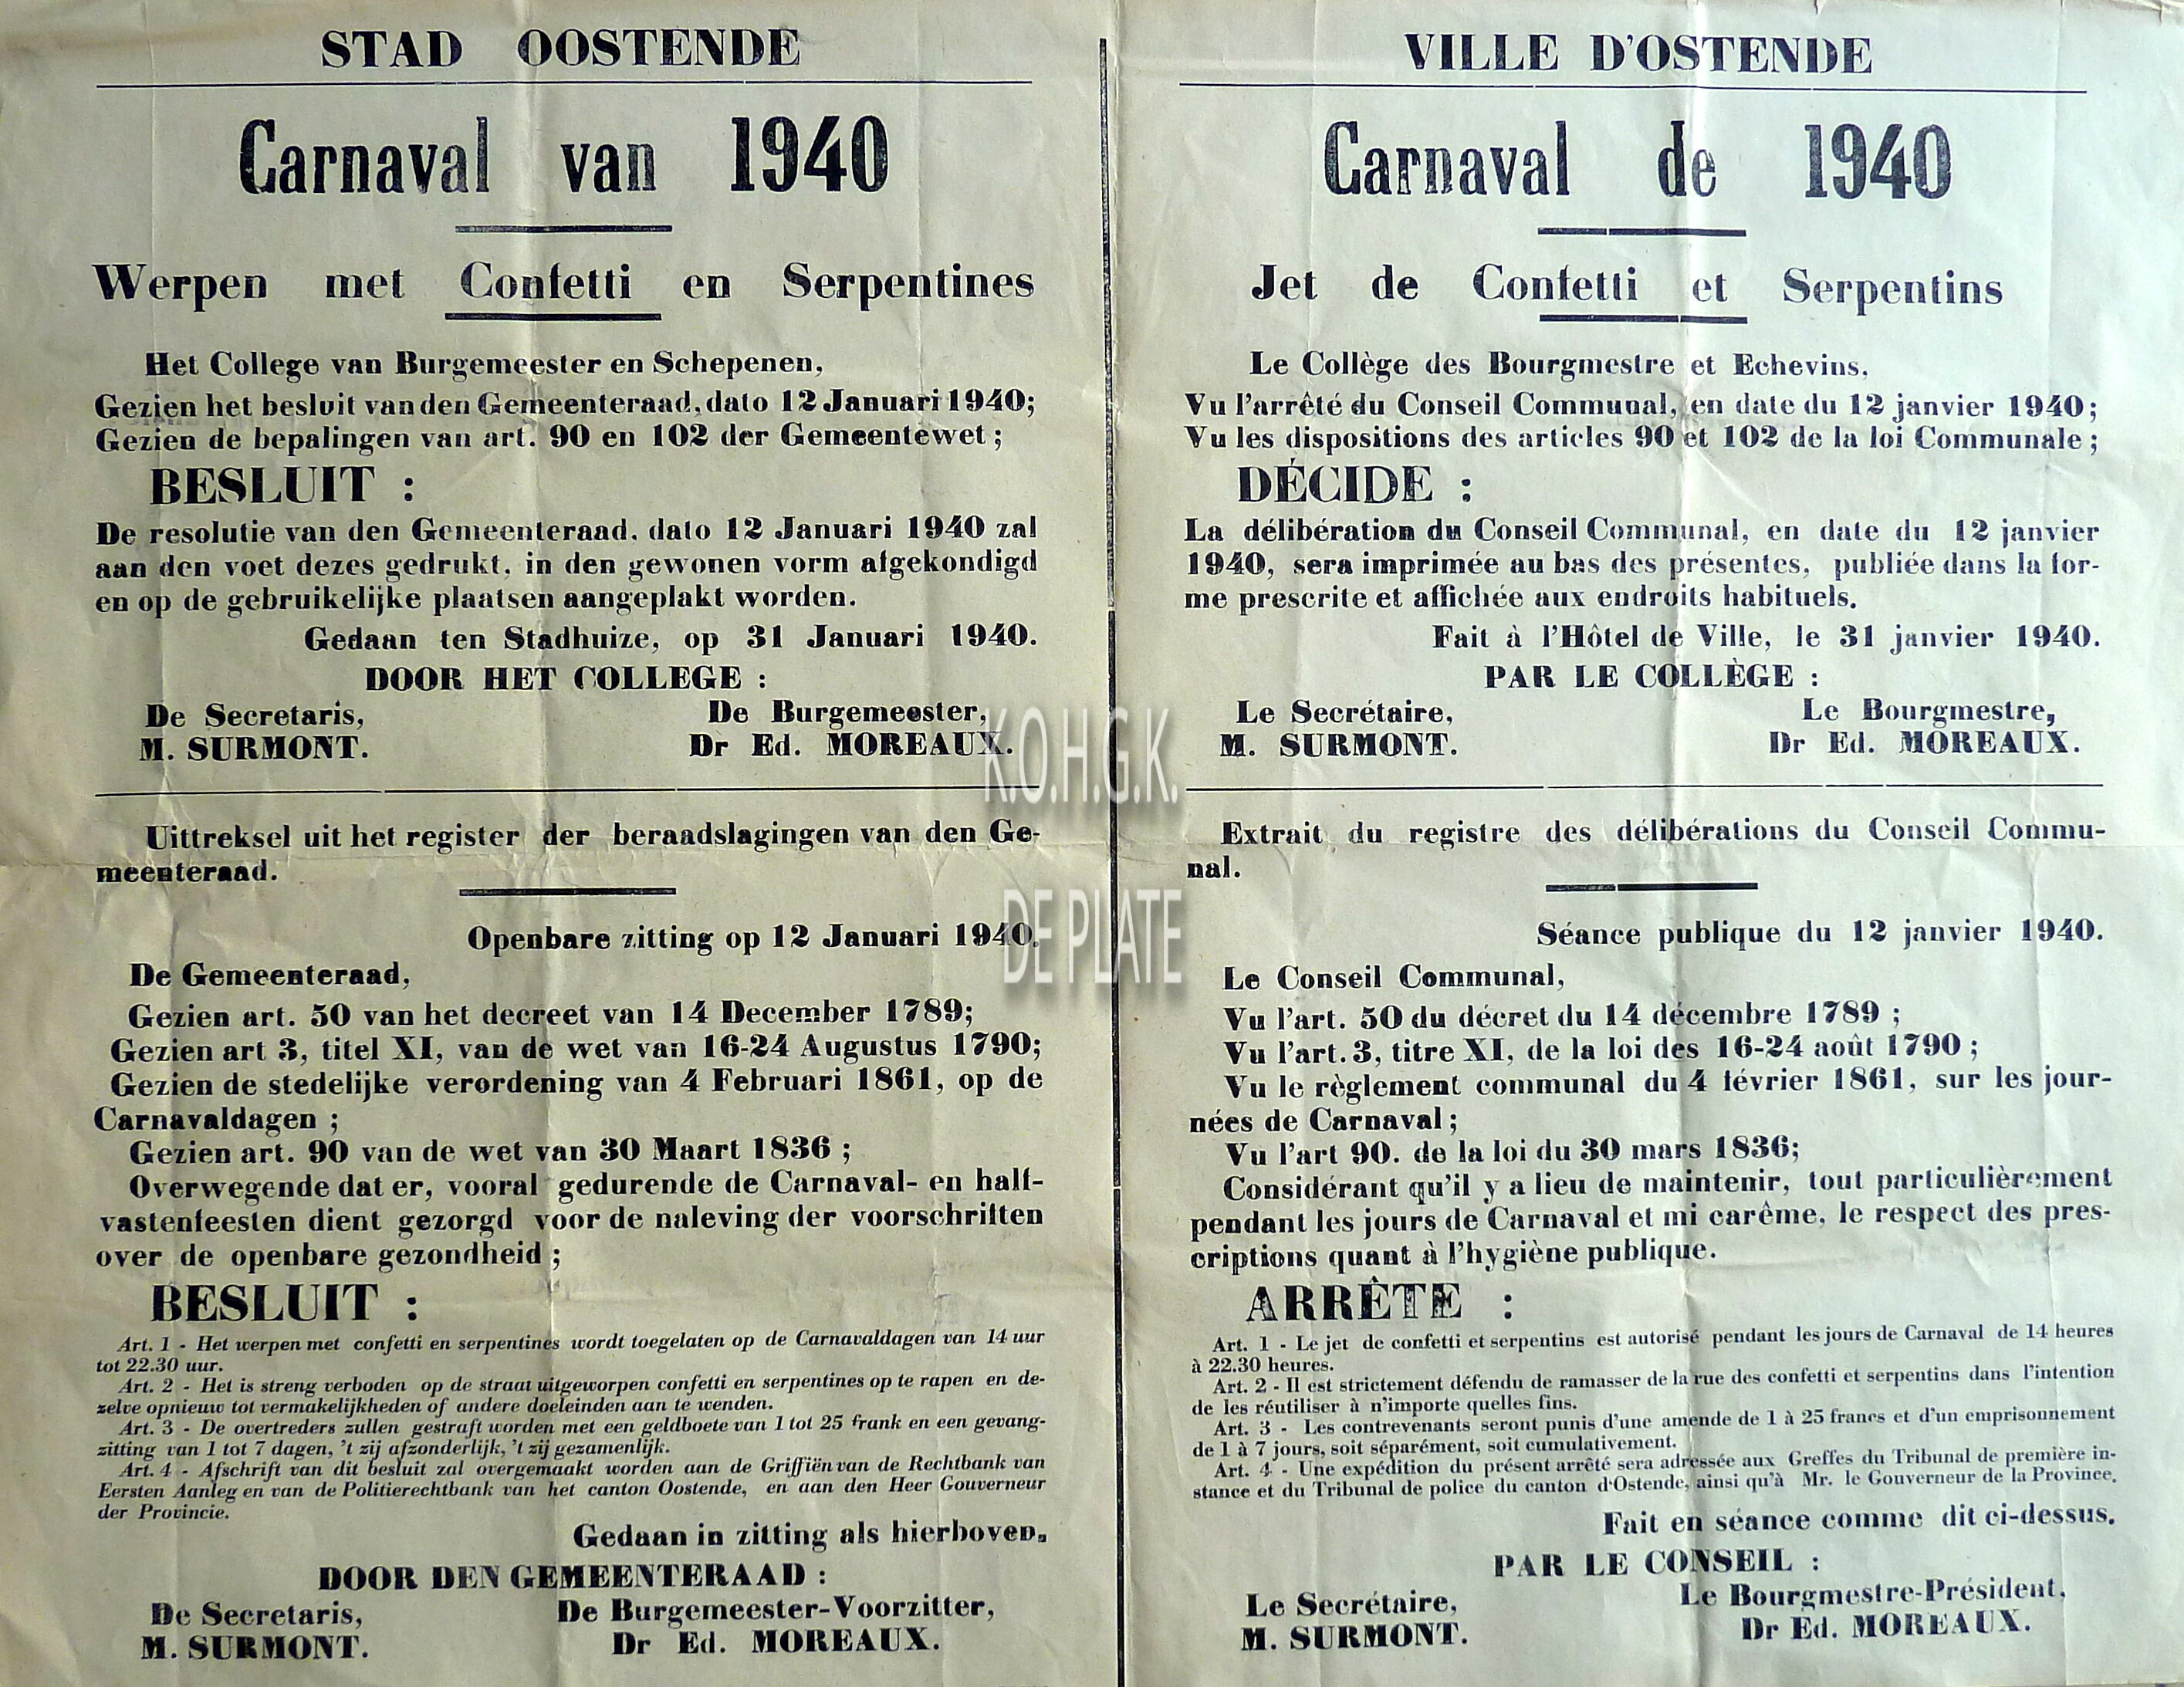 STAD OOSTENDE
Carnaval van 1940
Werpen met Confetti en Serpentines
Het College van Burgemeester en Schepenen,
Gezien het besluit van den Gemeenteraad, dato 12 Januari 1940;
Gezien de bepalingen van art. 90 en 102 der Gemeentewet ;
BESLUIT :
De resolutie van den Gemeenteraad, dato 12 Januari 1940 zal
aan den voet dezes gedrukt, in den gewonen vorm afgekondigd
en op de gebruikelijke plaatsen aangeplakt worden.
Gedaan ten Stadhuize, op 31 Januari 1940.
DOOR HET COLLEGE :
De Secretaris,
M. SURMONT.
De Burgemeester,
Dr Ed. MOREAUX.
Uittreksel uit het register der beraadslagingen van den Ge-
meenteraad.
Openbare zitting op 12 Januari 1940.
De Gemeenteraad,
Gezien art. 50 van het decreet van 14 December 1789;
Gezien art 3, titel XI, van de wet van 16-24 Augustus 1790;
Gezien de stedelijke verordening van 4 Februari 1861, op de
Carnavaldagen ;
Gezien art. 90 van de wet van 30 Maart 1836 ;
Overwegende dat er, vooral gedurende de Carnaval- en half-
vastenfeesten dient gezorgd voor de naleving der voorschriften
over de openbare gezondheid ;
BESLUIT :
Art. 1 - Het werpen met confetti en serpentines wordt toegelaten op de Carnavaldagen van 14 uur
tot 22.30 uur.
Art. 2 - Het is streng verboden op de straat uitgeworpen confetti en serpentines op te rapen en de-
zelve opnieuw tot vermakelijkheden of andere doeleinden aan te wenden.
Art. 3 - De overtreders zullen gestraft worden met een geldboete van 1 tot 25 frank en een gevang-
zitting van 1 tot 7 dagen, 't zij afzonderlijk, 't zij gezamenlijk.
Art. 4 - Afschrift van dit besluit zal overgemaakt worden aan de Griffiën van de Rechtbank van
Eersten Aanleg en van de Politierechtbank van het canton Oostende, en aan den Heer Gouverneur
der Provincie.
Gedaan in zitting als hierboven.
DOOR DEN GEMEENTERAAD :
De Secretaris,
M. SURMONT.
De Burgemeester-Voorzitter,
Dr Ed. MOREAUX.
VILLE D'OSTENDE
Carnaval de 1940
Jet de Confetti et Serpentins
Le Collège des Bourgmestre et Echevins,
Vu l'arrêté du Conseil Communal, en date du 12 janvier 1940;
Vu les dispositions des articles 90 et 102 de la loi Communale ;
DÉCIDE :
La délibération du Conseil Communal, en date du 12 janvier
1940, sera imprimée au bas des présentes, publiée dans la for-
me prescrite et affichée aux endroits habituels.
Fait à l'Hôtel de Ville, le 31 janvier 1940.
PAR LE COLLÈGE :
Le Secrétaire,
M. SURMONT.
Le Bourgmestre,
Dr Ed. MOREAUX.
Extrait du registre des délibérations du Conseil Commu-
nal.
Séance publique du 12 janvier 1940.
Le Conseil Communal,
Vu l'art. 50 du décret du 14 décembre 1789 ;
Vu l'art. 3, titre XI, de la loi des 16-24 août 1790 ;
Vu le règlement communal du 4 février 1861, sur les jour-
nées de Carnaval ;
Vu l'art 90. de la loi du 30 mars 1836;
Considérant qu'il y a lieu de maintenir, tout particulièrement
pendant les jours de Carnaval et mi carême, le respect des pres-
criptions quant à l'hygiène publique.
ARRÊTE :
Art. 1 - Le jet de confetti et serpentins est autorisé pendant les jours de Carnaval de 14 heures
à 22.30 heures.
Art. 2 - Il est strictement défendu de ramasser de la rue des confetti et serpentins dans l'intention
de les réutiliser à n'importe quelles fins.
Art. 3 - Les contrevenants seront punis d'une amende de 1 à 25 francs et d'un emprisonnement
de 1 à 7 jours, soit séparément, soit cumulativement.
Art. 4 - Une expédition du présent arrêté sera adressée aux Greffes du Tribunal de première in-
stance et du Tribunal de police du canton d'Ostende, ainsi qu'à Mr. le Gouverneur de la Province.
Fait en séance comme dit ci-dessus.
PAR LE CONSEIL :
Le Secrétaire,
M. SURMONT.
Le Bourgmestre-Président,
Dr Ed. MOREAUX.
K.O.H.G.K.
DE PLATE